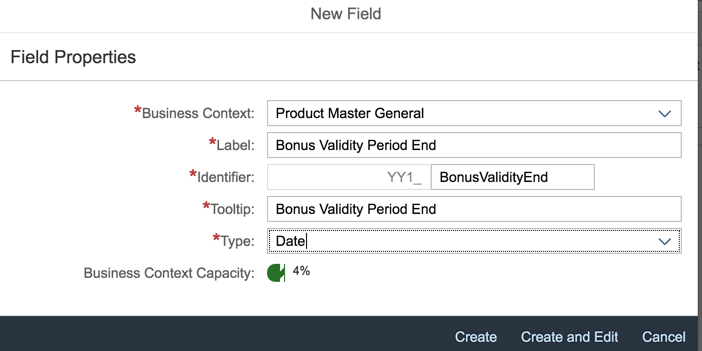 New Field
Field Properties
*Business Context: Product Master General
*Label: Bonus Validity Period End
*Identifier: YY1_ BonusValidityEnd
*Tooltip: Bonus Validity Period End
*Type: Date
Business Context Capacity: 4%
Create Create and Edit Cancel